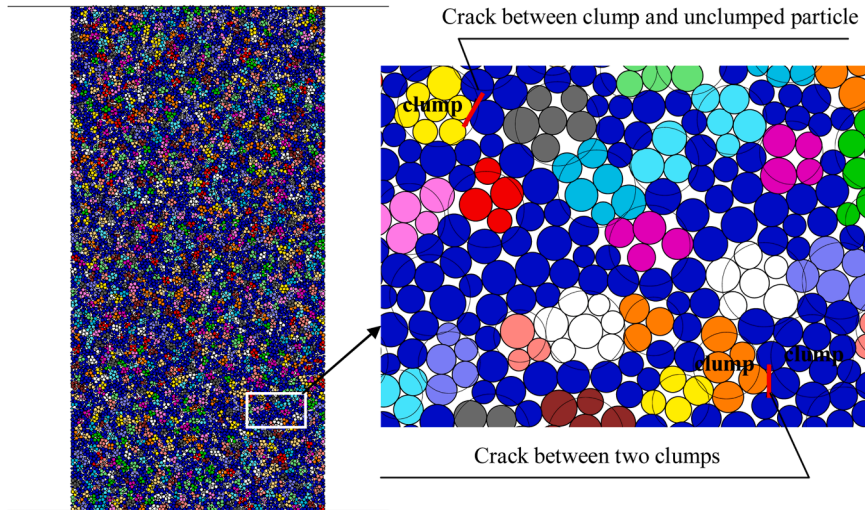 Crack between clump and unclumped particle
clump
clump
clump
Crack between two clumps